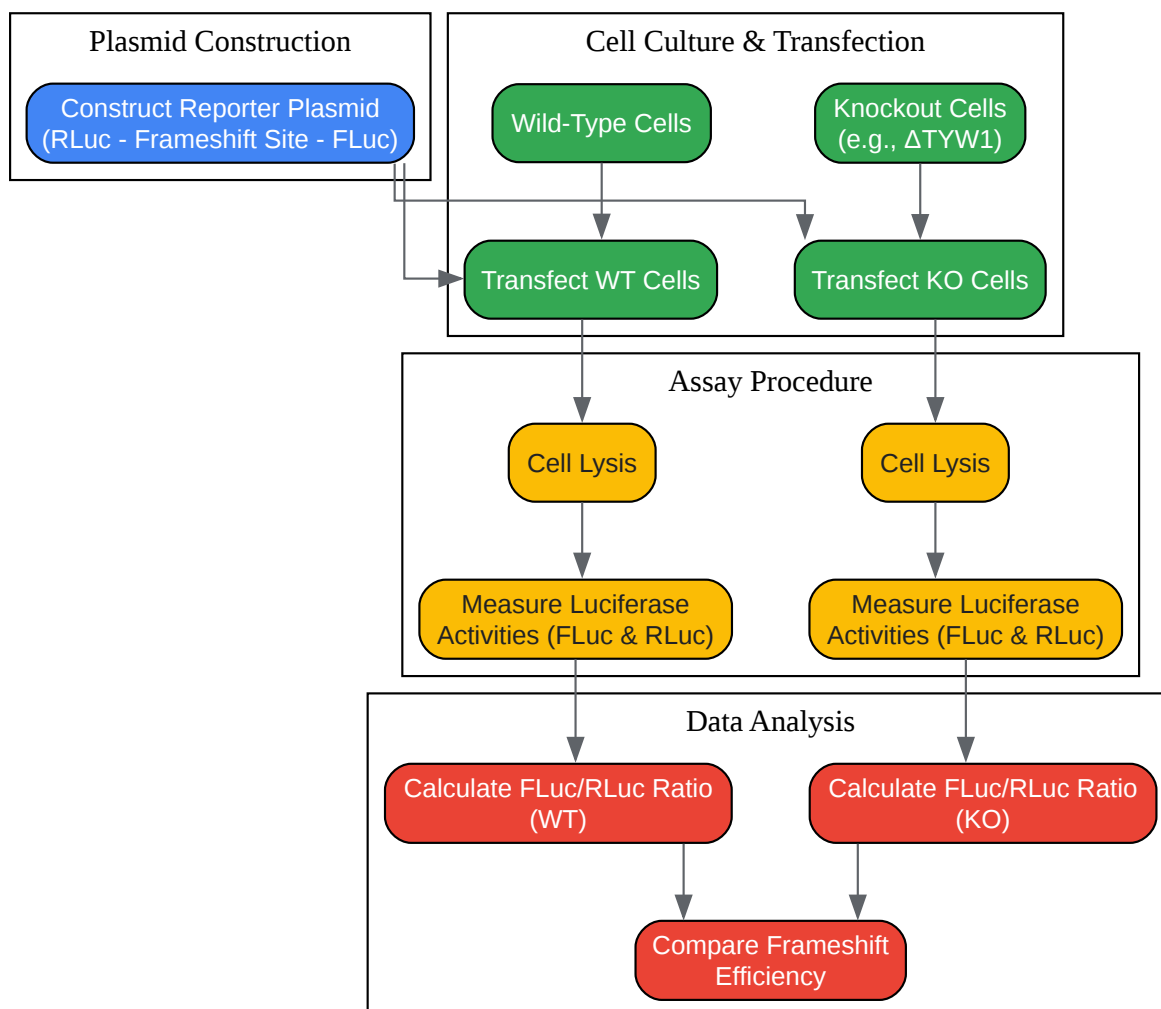 Plasmid Construction
Construct Reporter Plasmid
(RLuc - Frameshift Site - FLuc)
Cell Culture & Transfection
Wild-Type Cells
Knockout Cells
(e.g., ΔTYW1)
Transfect WT Cells
Transfect KO Cells
Assay Procedure
Cell Lysis
Cell Lysis
Measure Luciferase
Activities (FLuc & RLuc)
Measure Luciferase
Activities (FLuc & RLuc)
Data Analysis
Calculate FLuc/RLuc Ratio
(WT)
Calculate FLuc/RLuc Ratio
(KO)
Compare Frameshift
Efficiency